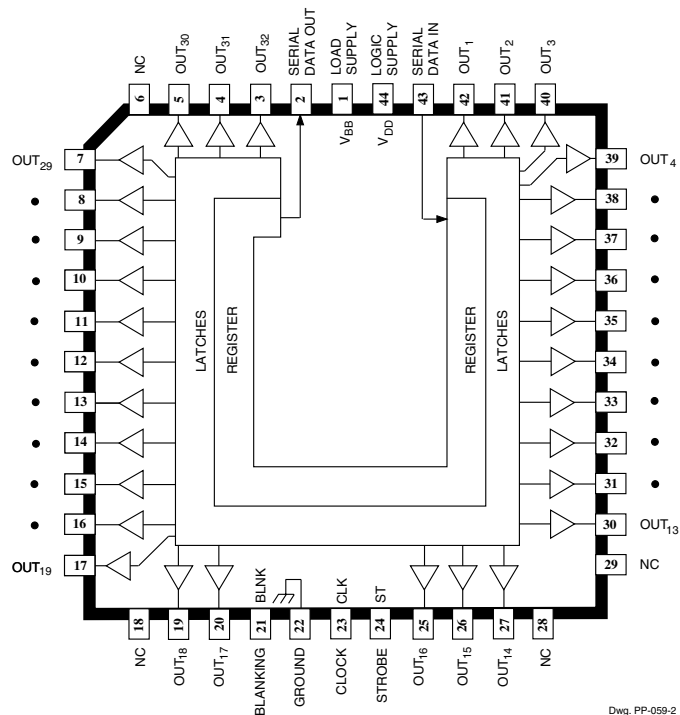 NC
OUT30
OUT31
OUT32
SERIAL DATA OUT
LOAD SUPPLY
LOGIC SUPPLY
SERIAL DATA IN
OUT1
OUT2
OUT3
6
5
4
3
2
1
44
43
42
41
40
VBB
VDD
OUT29
7
39
OUT4
8
38
9
37
10
36
11
35
12
34
13
33
14
32
15
31
16
30
OUT13
OUT19
17
29
NC
LATCHES
REGISTER
REGISTER
LATCHES
BLNK
CLK
ST
18
19
20
21
22
23
24
25
26
27
28
NC
OUT18
OUT17
BLANKING
GROUND
CLOCK
STROBE
OUT16
OUT15
OUT14
NC
Dwg. PP-059-2